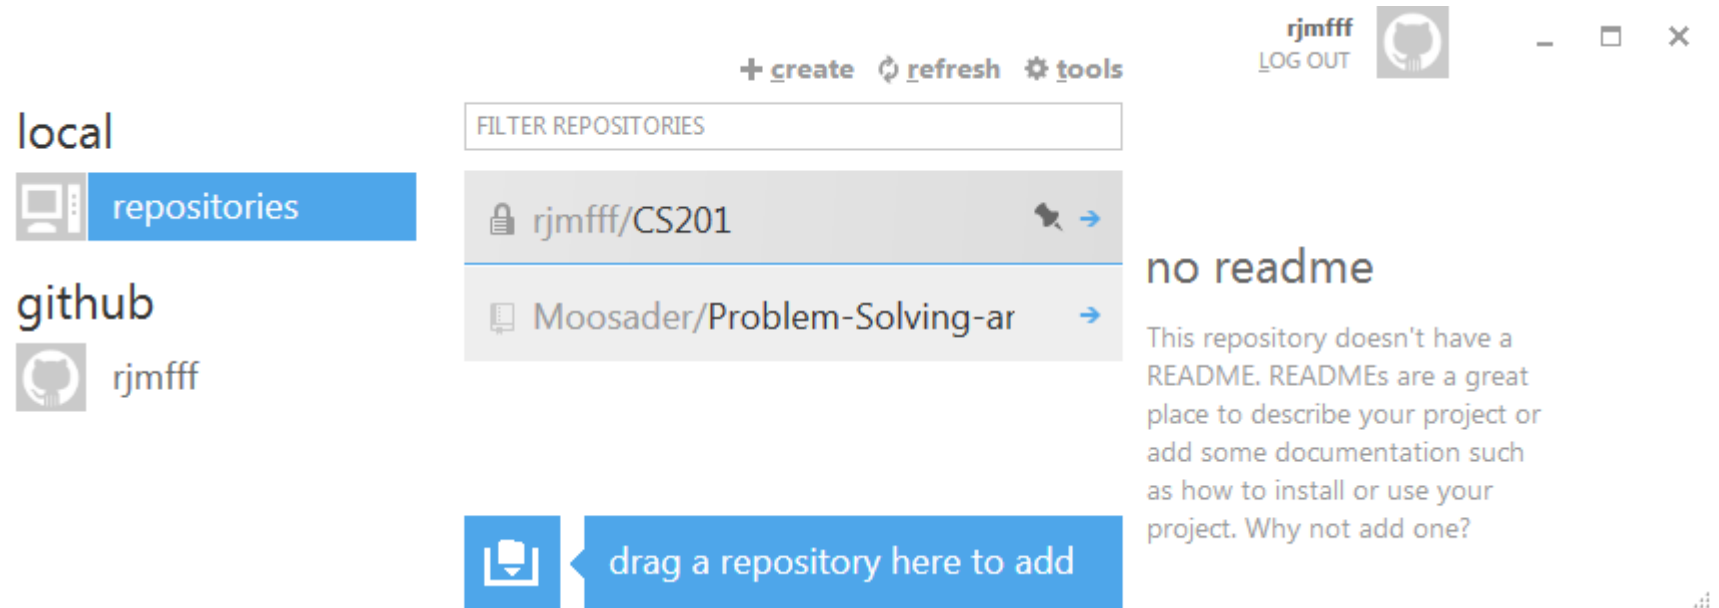 rjmfff
LOG OUT
create refresh tools
local
FILTER REPOSITORIES
repositories
rjmfff/CS201
github
Moosader/Problem-Solving-ar
rjmfff
no readme
This repository doesn't have a
README. READMEs are a great
place to describe your project or
add some documentation such
as how to install or use your
project. Why not add one?
drag a repository here to add